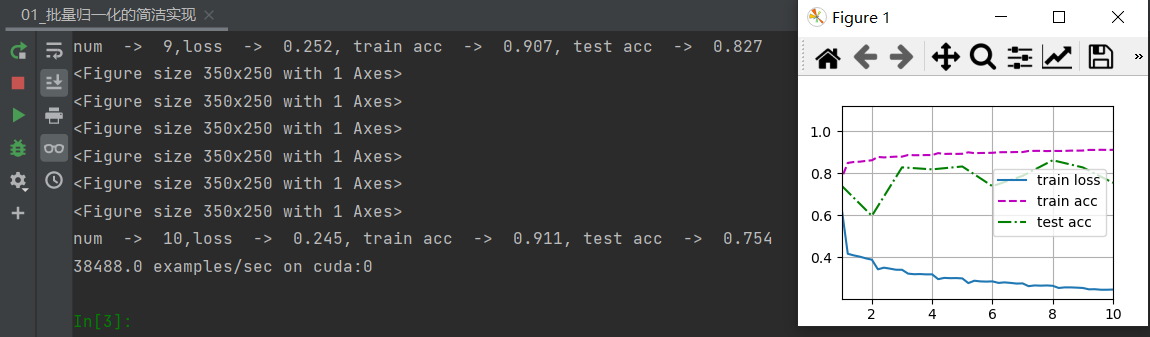 01_批量归一化的简洁实现
num  ->  9,loss  ->  0.252, train acc  ->  0.907, test acc  ->  0.827
<Figure size 350x250 with 1 Axes>
<Figure size 350x250 with 1 Axes>
<Figure size 350x250 with 1 Axes>
<Figure size 350x250 with 1 Axes>
<Figure size 350x250 with 1 Axes>
<Figure size 350x250 with 1 Axes>
num  ->  10,loss  ->  0.245, train acc  ->  0.911, test acc  ->  0.754
38488.0 examples/sec on cuda:0
In[3]:
Figure 1
1.0
0.8
0.6
0.4
train loss
train acc
test acc
2 4 6 8 10